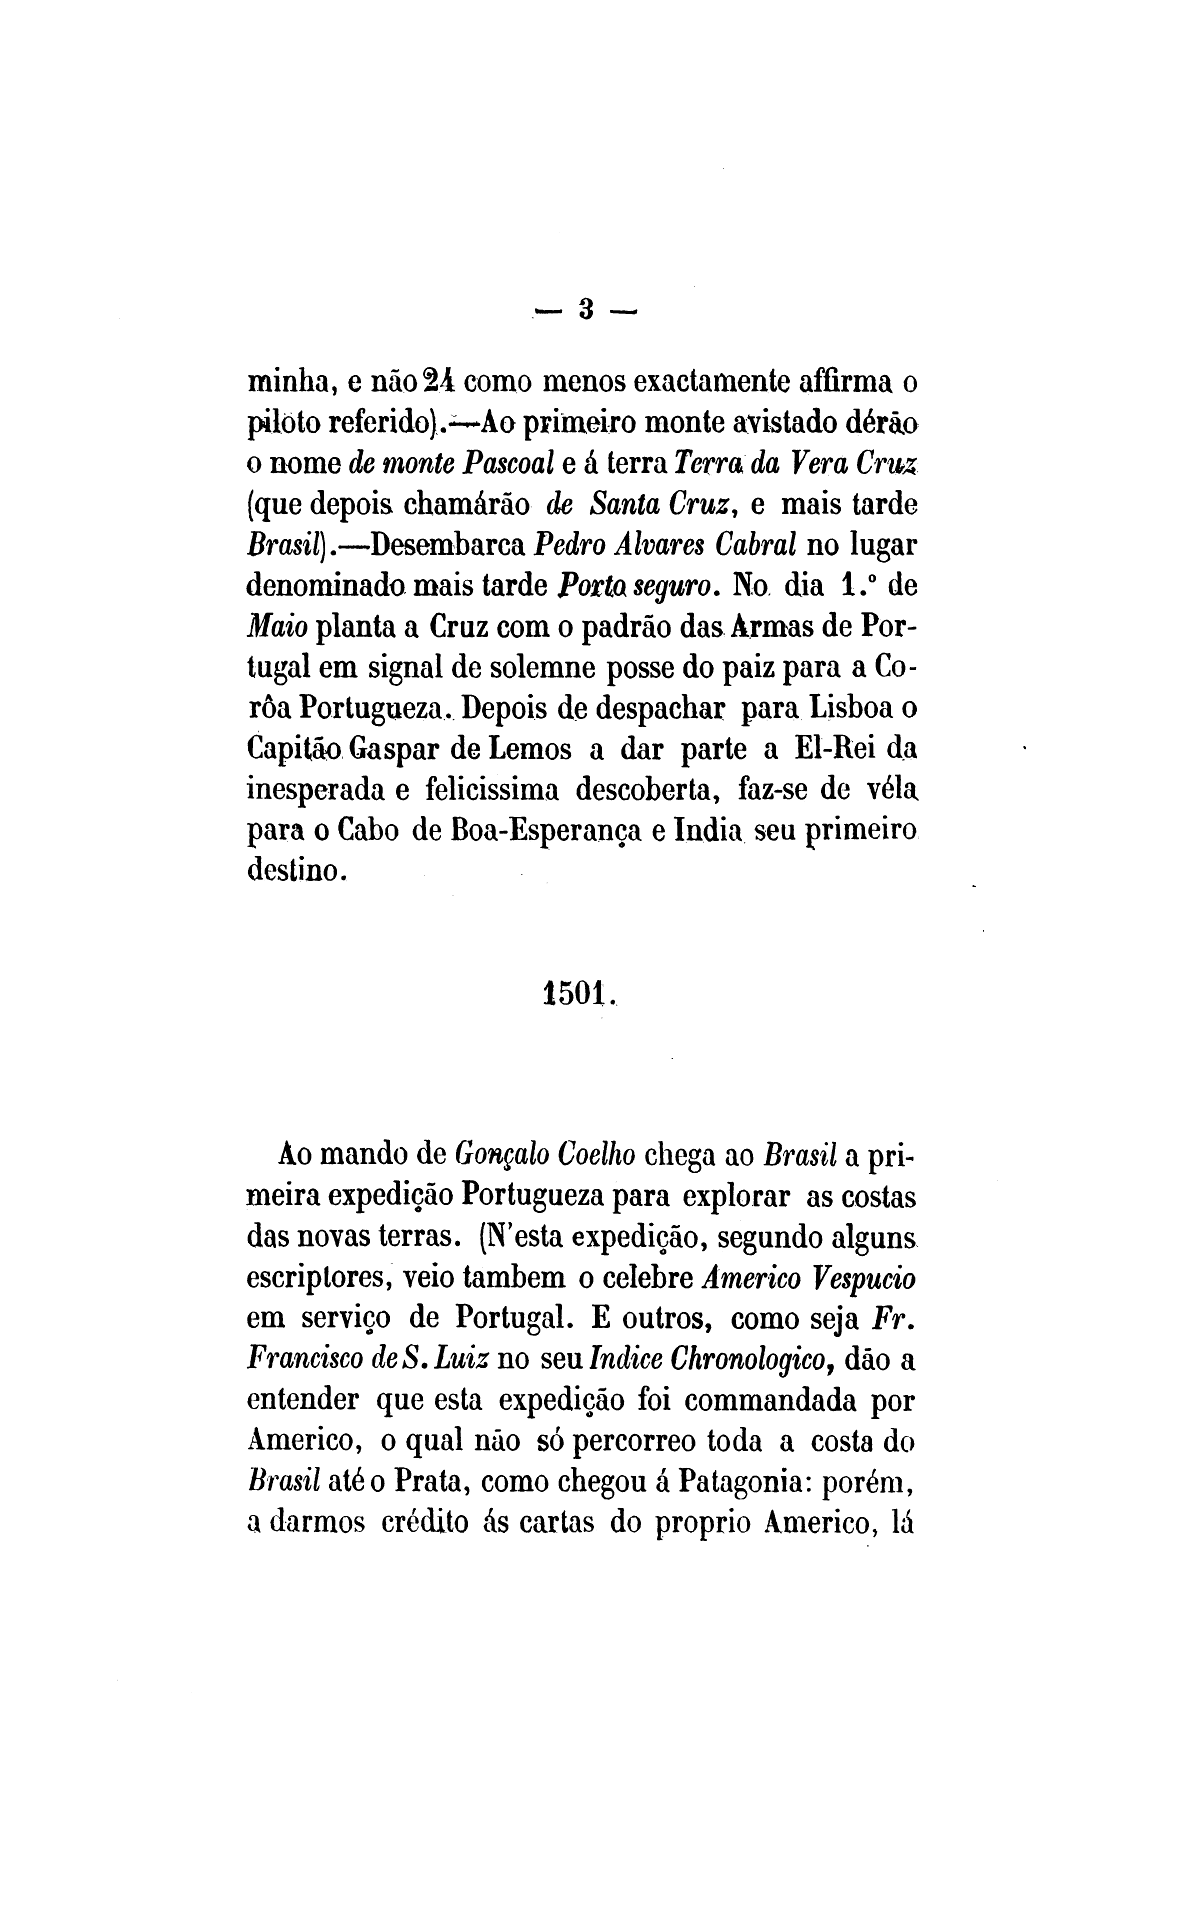 — 3 —
minha, e não 24 como menos exactamente affirma o
piloto referido).—Ao primeiro monte avistado dérão
o nome de monte Pascoal e á terra Terra da Vera Cruz
(que depois chamárão de Santa Cruz, e mais tarde
Brasil).—Desembarca Pedro Alvares Cabral no lugar
denominado mais tarde Porto seguro. No dia 1.º de
Maio planta a Cruz com o padrão das Armas de Por-
tugal em signal de solemne posse do paiz para a Co-
rôa Portugueza. Depois de despachar para Lisboa o
Capitão Gaspar de Lemos a dar parte a El-Rei da
inesperada e felicissima descoberta, faz-se de véla
para o Cabo de Boa-Esperança e India seu primeiro
destino.
1501.
Ao mando de Gonçalo Coelho chega ao Brasil a pri-
meira expedição Portugueza para explorar as costas
das novas terras. (N'esta expedição, segundo alguns
escriptores, veio tambem o celebre Americo Vespucio
em serviço de Portugal. E outros, como seja Fr.
Francisco de S. Luiz no seu Indice Chronologico, dão a
entender que esta expedição foi commandada por
Americo, o qual não só percorreo toda a costa do
Brasil até o Prata, como chegou á Patagonia: porém,
a darmos crédito ás cartas do proprio Americo, lá